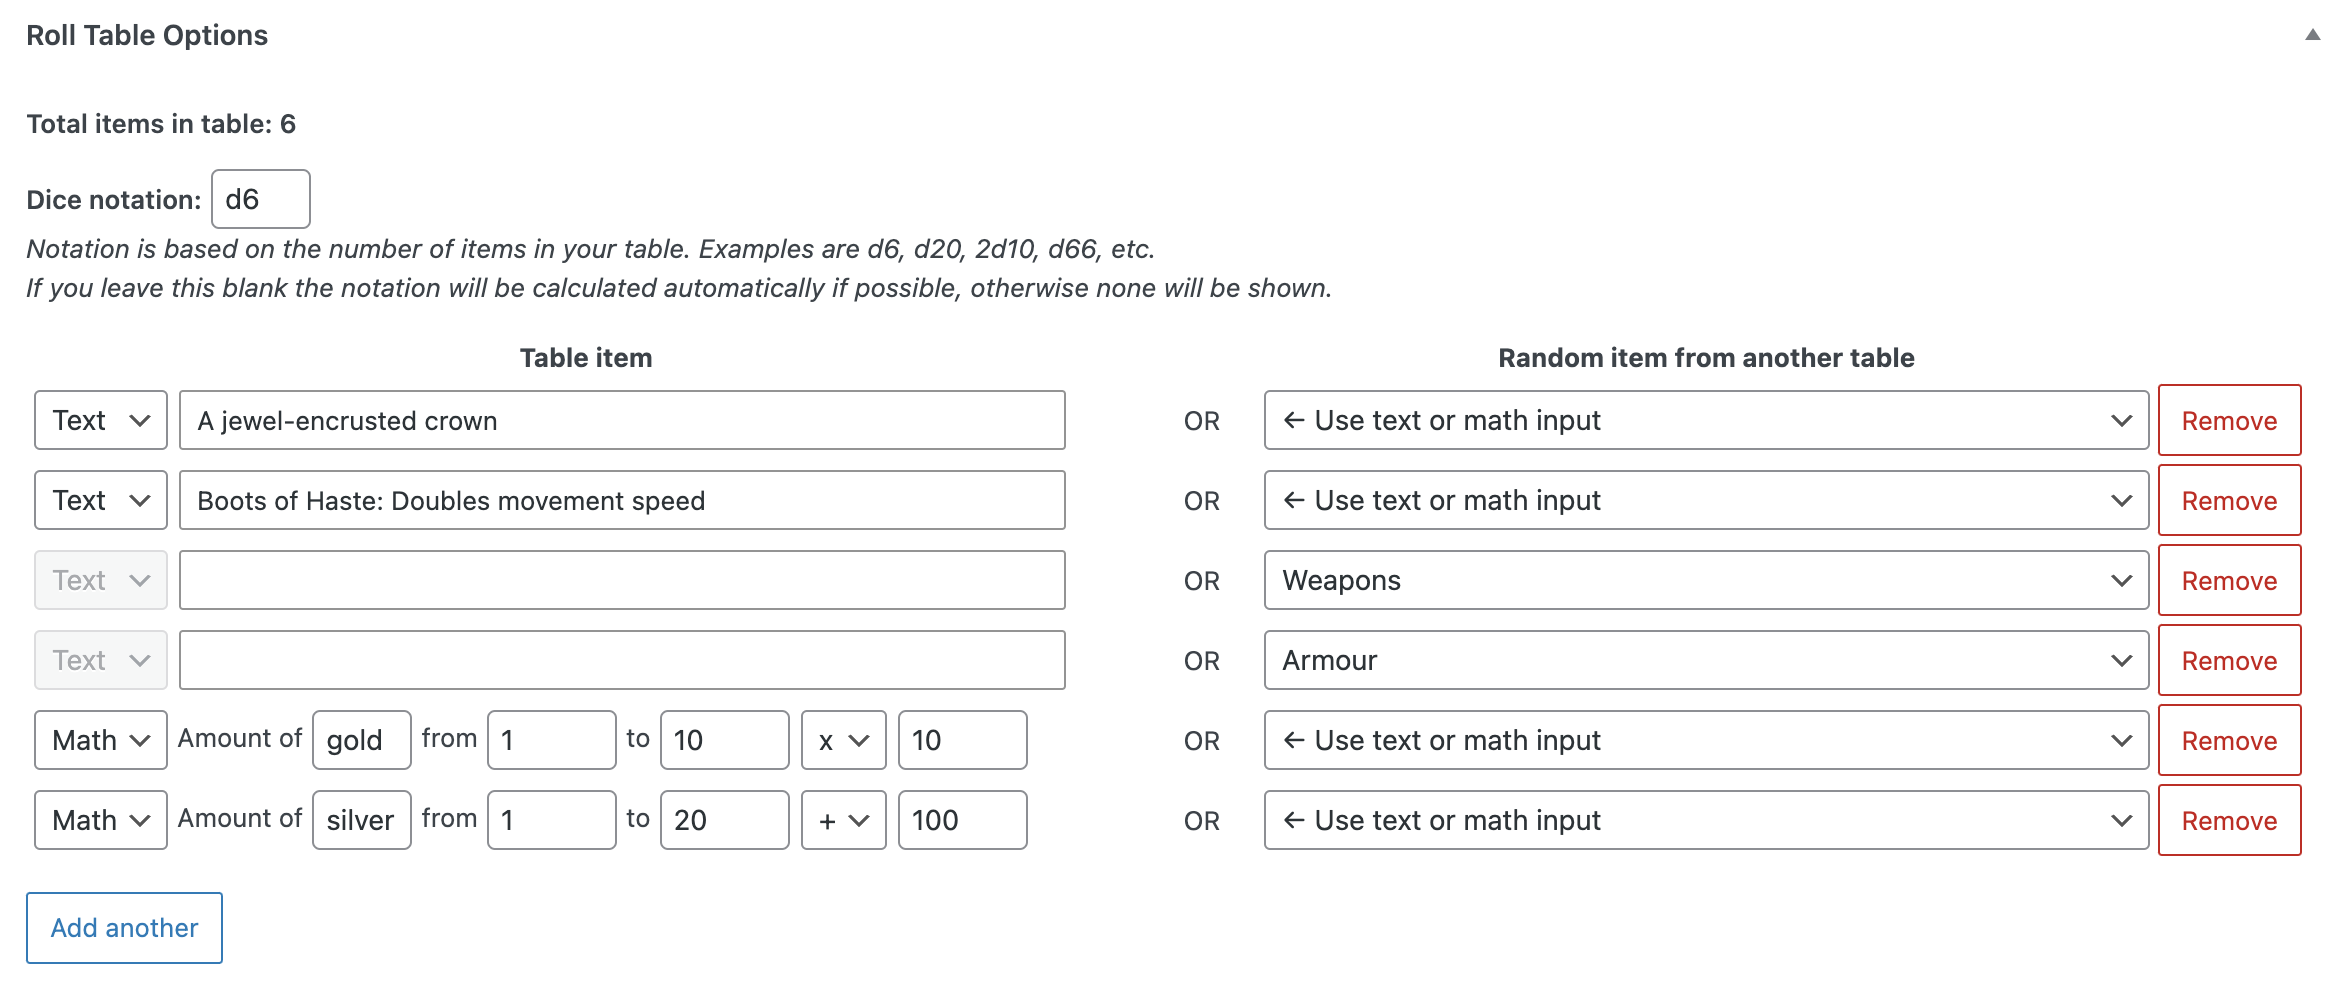 Roll Table Options
Total items in table: 6
Dice notation: d6
Notation is based on the number of items in your table. Examples are d6, d20, 2d10, d66, etc.
If you leave this blank the notation will be calculated automatically if possible, otherwise none will be shown.
Table item Random item from another table
Text A jewel-encrusted crown OR ← Use text or math input Remove
Text Boots of Haste: Doubles movement speed OR ← Use text or math input Remove
Text OR Weapons Remove
Text OR Armour Remove
Math Amount of gold from 1 to 10 x 10 OR ← Use text or math input Remove
Math Amount of silver from 1 to 20 + 100 OR ← Use text or math input Remove
Add another